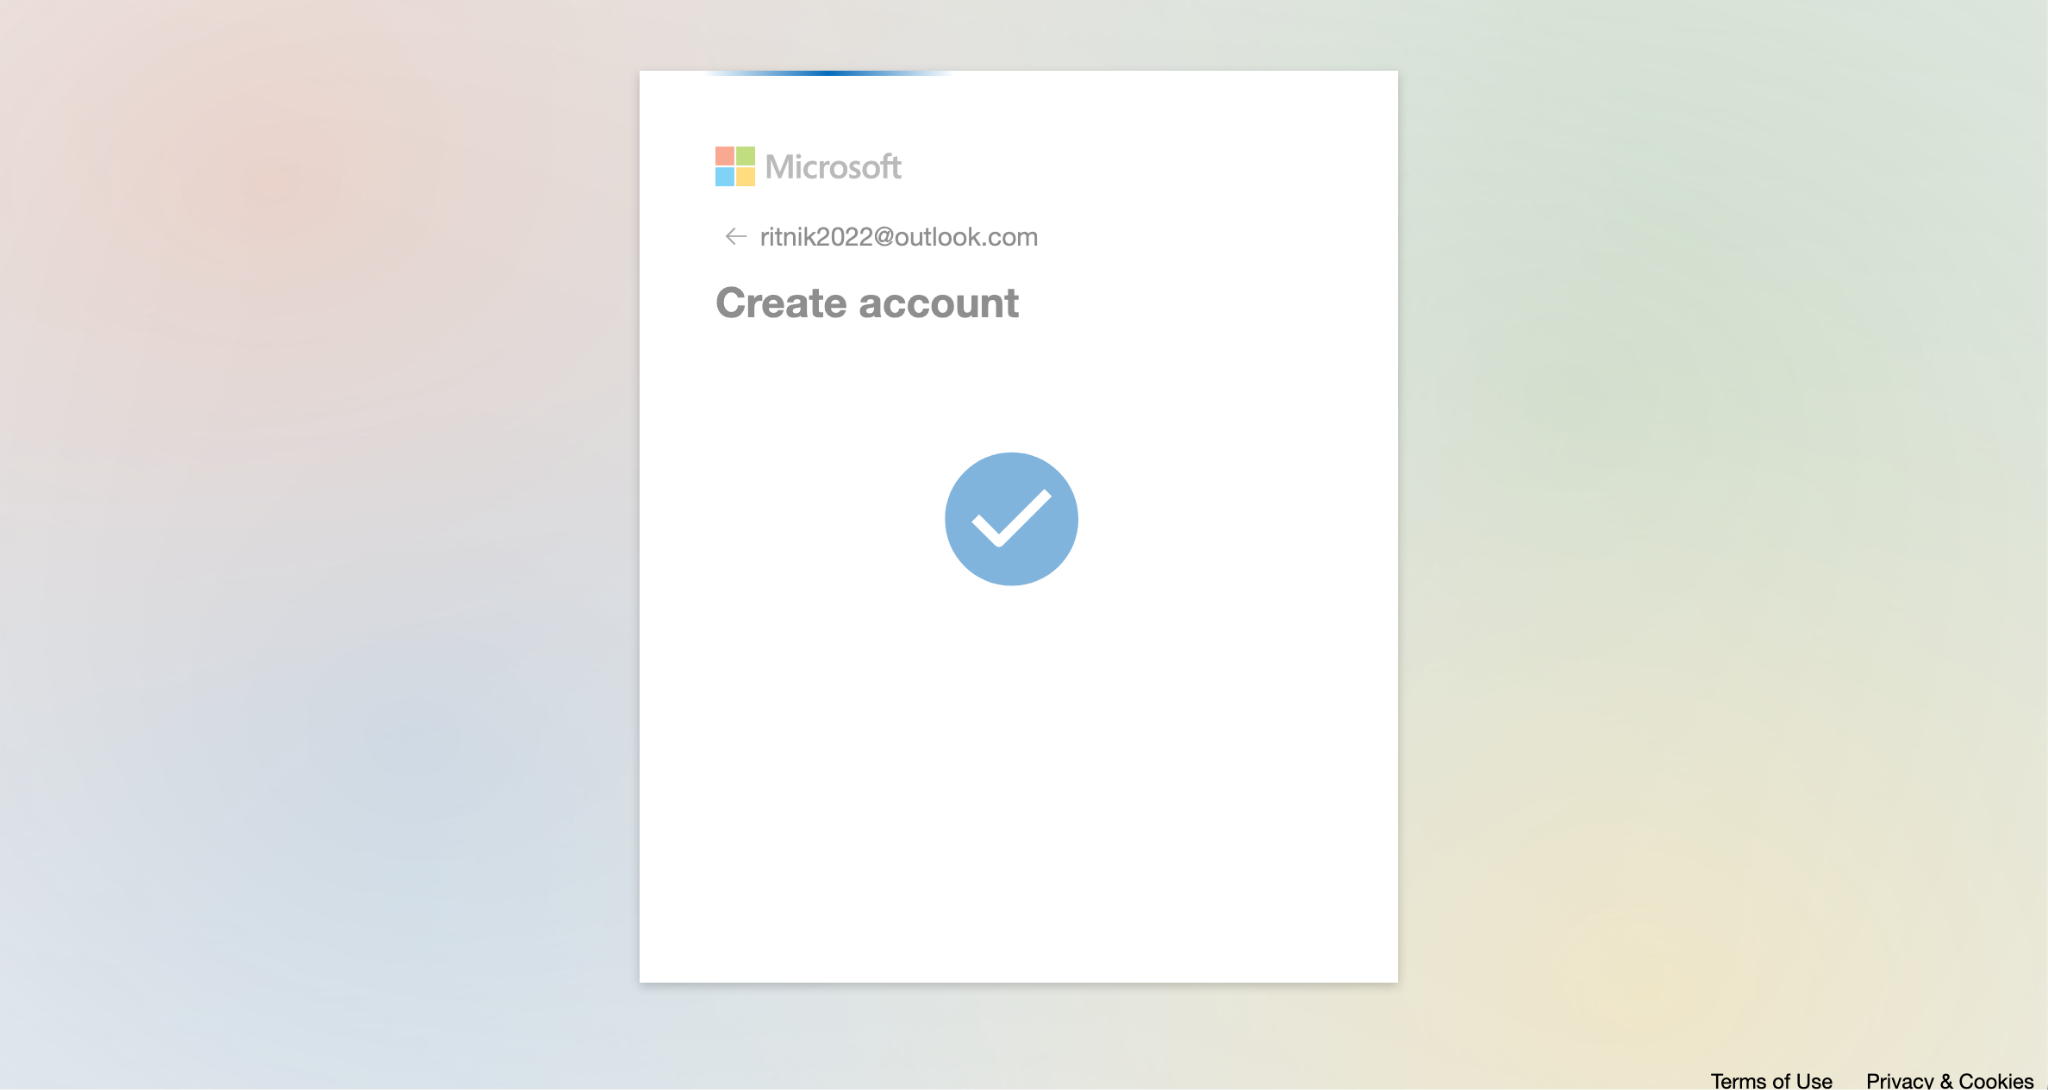 Microsoft
ritnik2022@outlook.com
Create account
Terms of Use
Privacy & Cookies